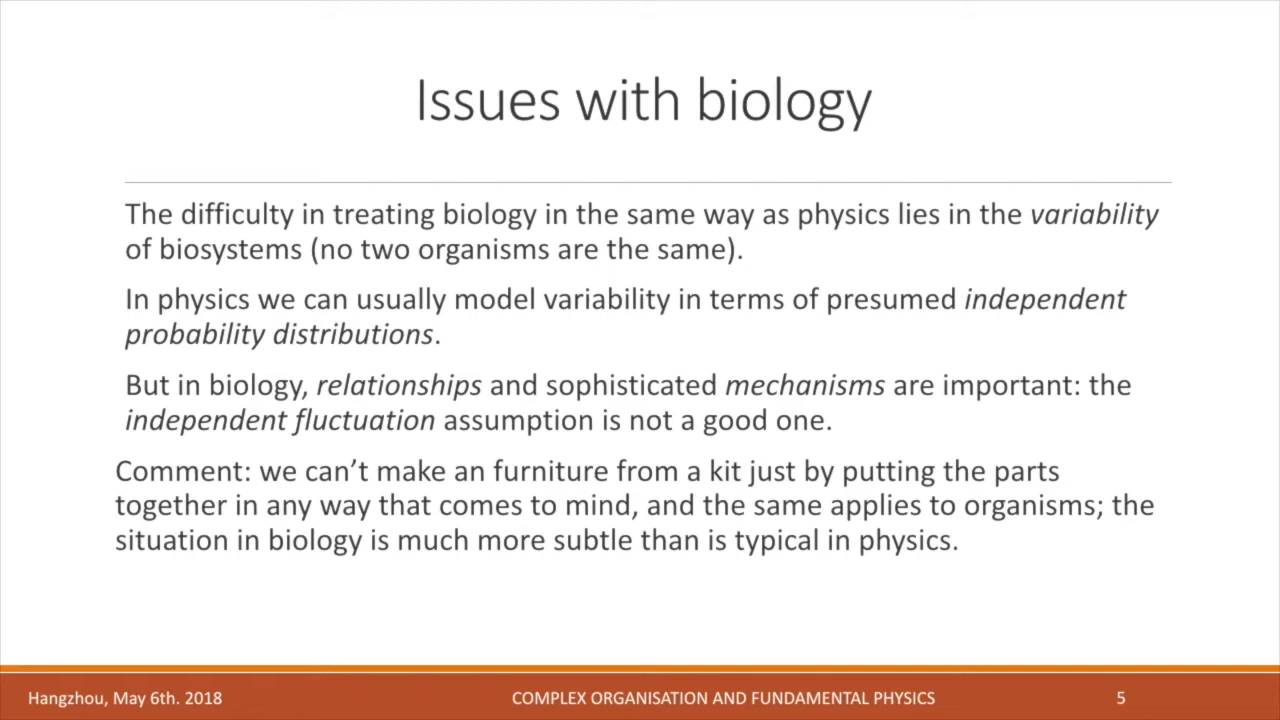 Issues with biology
The difficulty in treating biology in the same way as physics lies in the variability
of biosystems (no two organisms are the same).
In physics we can usually model variability in terms of presumed independent
probability distributions.
But in biology, relationships and sophisticated mechanisms are important: the
independent fluctuation assumption is not a good one.
Comment: we can’t make an furniture from a kit just by putting the parts
together in any way that comes to mind, and the same applies to organisms; the
situation in biology is much more subtle than is typical in physics.
Hangzhou, May 6th. 2018 COMPLEX ORGANISATION AND FUNDAMENTAL PHYSICS 5